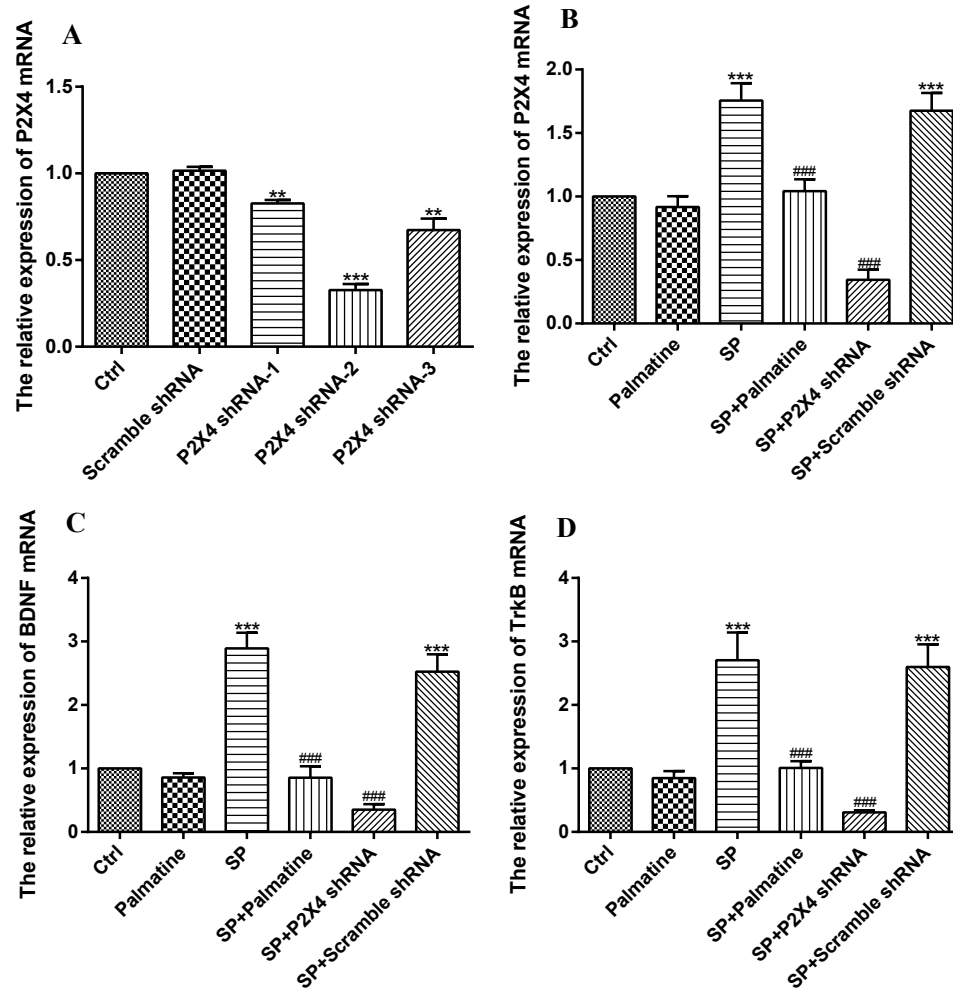 A
The relative expression of P2X4 mRNA
1.5
1.0
0.5
0.0
**
***
**
Ctrl
Scramble shRNA
P2X4 shRNA-1
P2X4 shRNA-2
P2X4 shRNA-3
B
The relative expression of P2X4 mRNA
2.0
1.5
1.0
0.5
0.0
***
###
###
***
Ctrl
Palmatine
SP
SP+Palmatine
SP+P2X4 shRNA
SP+Scramble shRNA
C
The relative expression of BDNF mRNA
4
3
2
1
0
***
###
###
***
Ctrl
Palmatine
SP
SP+Palmatine
SP+P2X4 shRNA
SP+Scramble shRNA
D
The relative expression of TrkB mRNA
4
3
2
1
0
***
###
###
***
Ctrl
Palmatine
SP
SP+Palmatine
SP+P2X4 shRNA
SP+Scramble shRNA